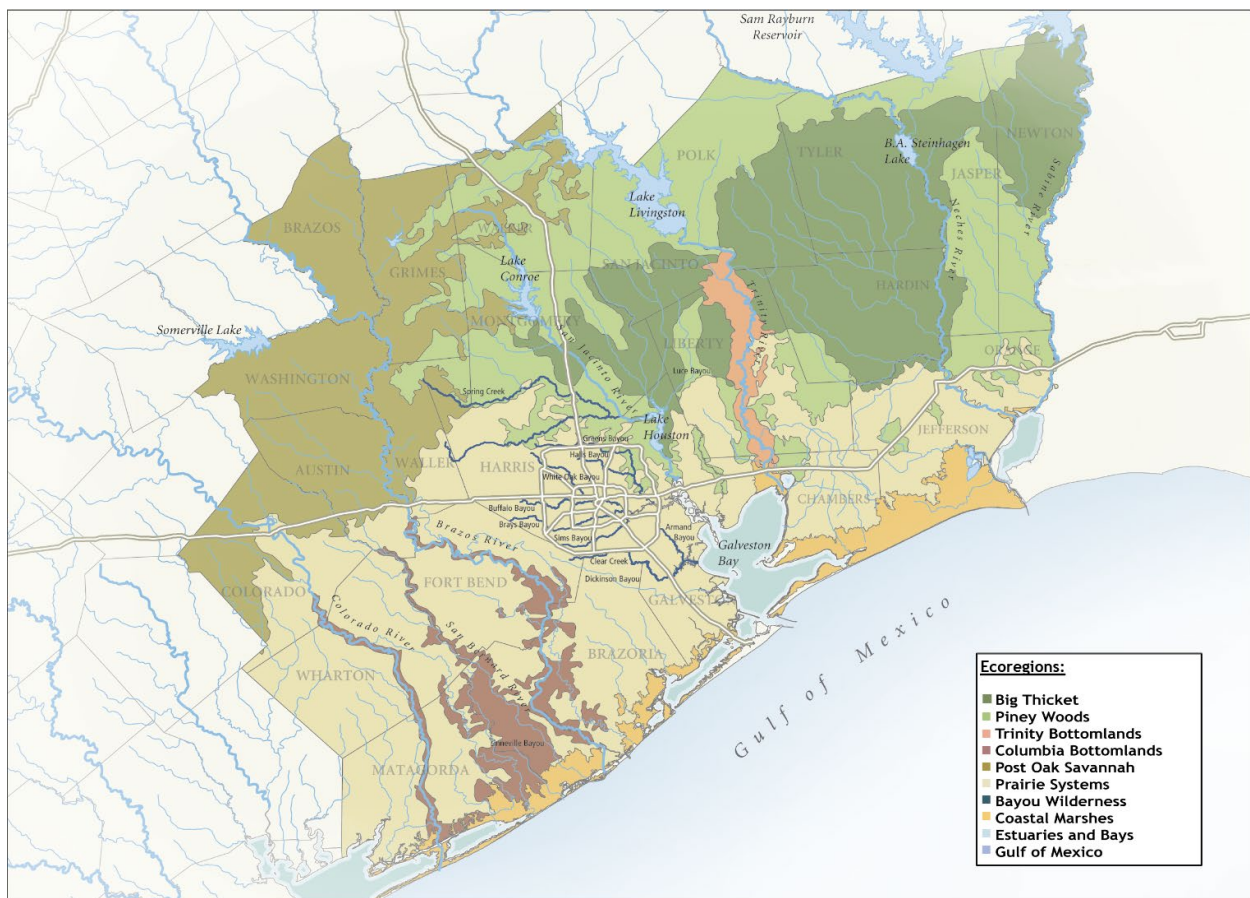 Sam Rayburn
Reservoir
NEWTON
B.A. Steinhagen
Lake
TYLER
POLK
JASPER
Sabine River
Lake
Livingston
Neches River
BRAZOS
WALKER
SAN JACINTO
Lake
Conroe
GRIMES
HARDIN
Trinity River
MONTGOMERY
San Jacinto River
Somerville Lake
LIBERTY
ORANGE
Luce Bayou
WASHINGTON
Spring Creek
Lake
Houston
JEFFERSON
Greens Bayou
Halls Bayou
WALLER
HARRIS
AUSTIN
White Oak Bayou
CHAMBERS
Buffalo Bayou
Brays Bayou
Armand
Bayou
Brazos River
Sims Bayou
Galveston
Bay
Clear Creek
FORT BEND
Dickinson Bayou
COLORADO
GALVESTON
Colorado River
San Bernard River
BRAZORIA
WHARTON
Linneville Bayou
MATAGORDA
Gulf of Mexico
Ecoregions:
Big Thicket
Piney Woods
Trinity Bottomlands
Columbia Bottomlands
Post Oak Savannah
Prairie Systems
Bayou Wilderness
Coastal Marshes
Estuaries and Bays
Gulf of Mexico